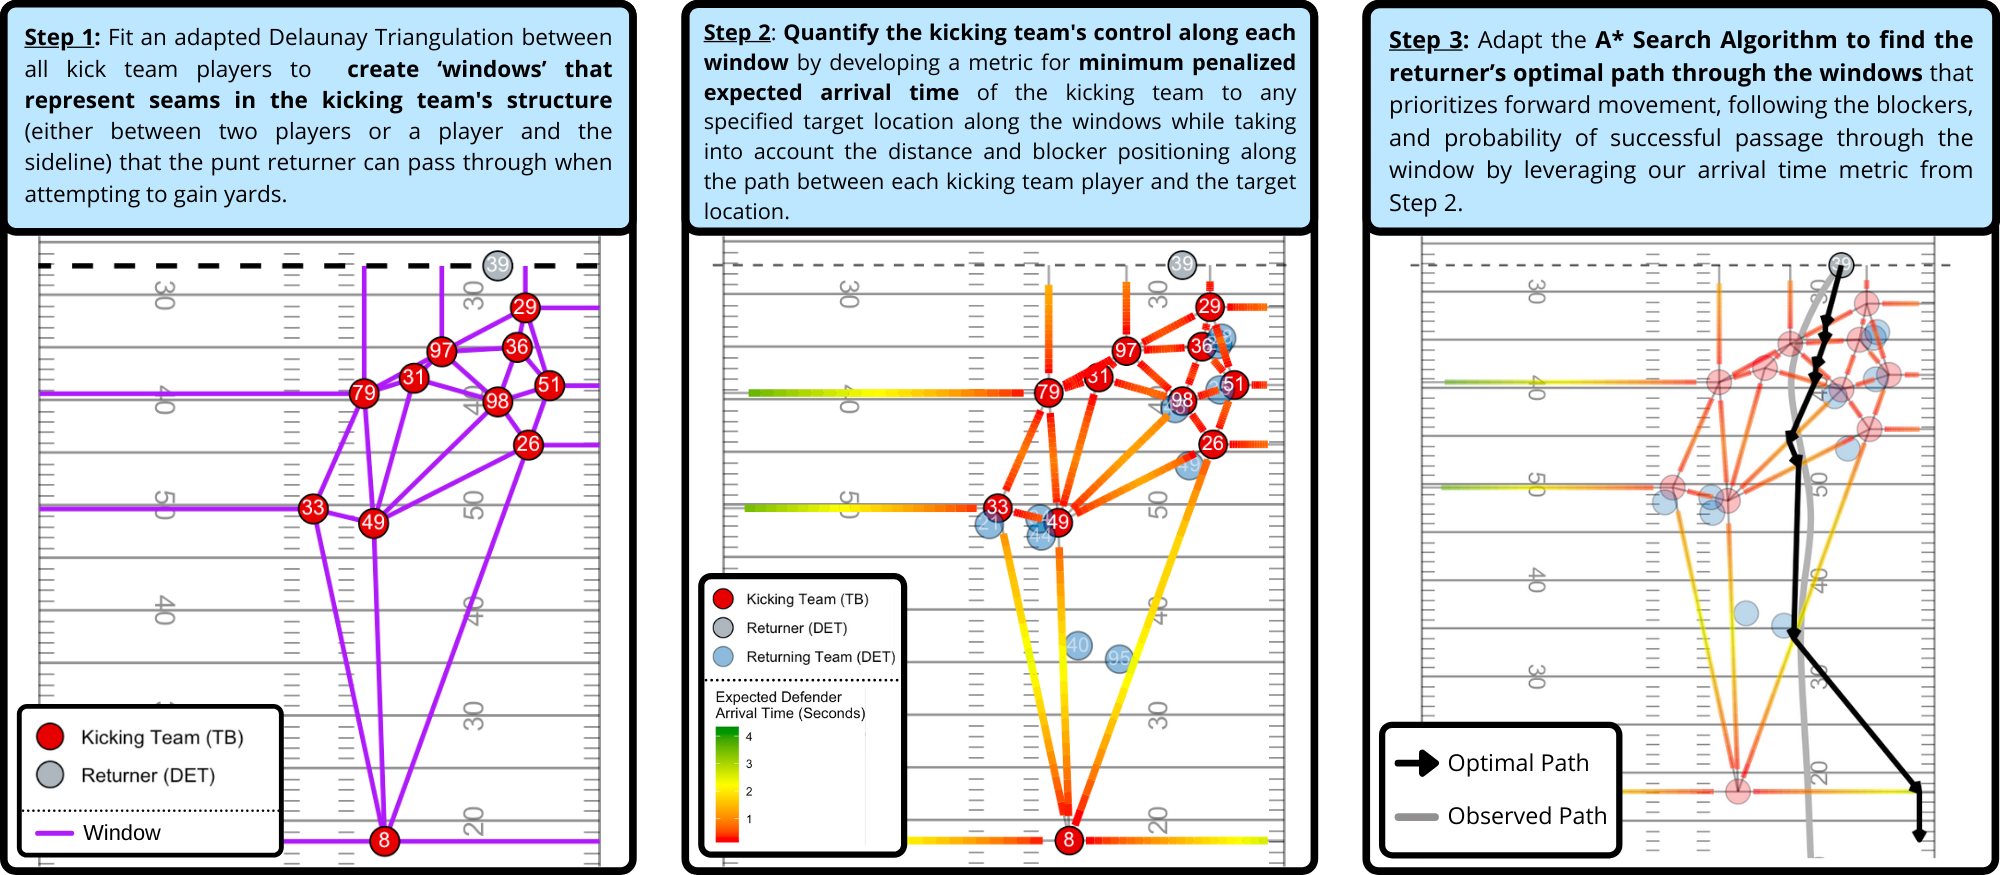 Step 1: Fit an adapted Delaunay Triangulation between
all kick team players to create ‘windows’ that
represent seams in the kicking team's structure
(either between two players or a player and the
sideline) that the punt returner can pass through when
attempting to gain yards.
39
30
30
29
97
36
31
51
79
98
40
40
26
33
49
50
50
40
40
30
20
8
Kicking Team (TB)
Returner (DET)
Window
Step 2: Quantify the kicking team's control along each
window by developing a metric for minimum penalized
expected arrival time of the kicking team to any
specified target location along the windows while taking
into account the distance and blocker positioning along
the path between each kicking team player and the target
location.
39
30
30
29
97
36
31
51
79
98
40
26
49
33
49
21
44
50
50
40
40
95
30
20
8
Kicking Team (TB)
Returner (DET)
Returning Team (DET)
Expected Defender
Arrival Time (Seconds)
4
3
2
1
Step 3: Adapt the A* Search Algorithm to find the
returner’s optimal path through the windows that
prioritizes forward movement, following the blockers,
and probability of successful passage through the
window by leveraging our arrival time metric from
Step 2.
39
30
30
40
50
50
40
40
30
30
20
Optimal Path
Observed Path